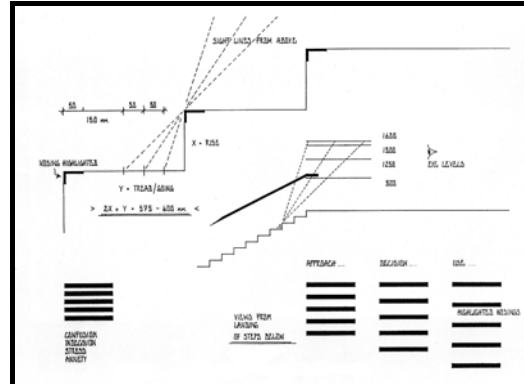 SIGHT LINES FROM ABOVE
50 50 50
150 mm.
X = RISE
NOSING HIGHLIGHTED
Y = TREAD/GOING
> 2X + Y = 575 - 600 mm. <
1600
1500
1250
900
EYE LEVELS
APPROACH .... DECISION .... USE ....
HIGHLIGHTED NOSINGS
VIEWS FROM
LANDING
OF STEPS BELOW
CONFUSION
INDECISION
STRESS
ANXIETY